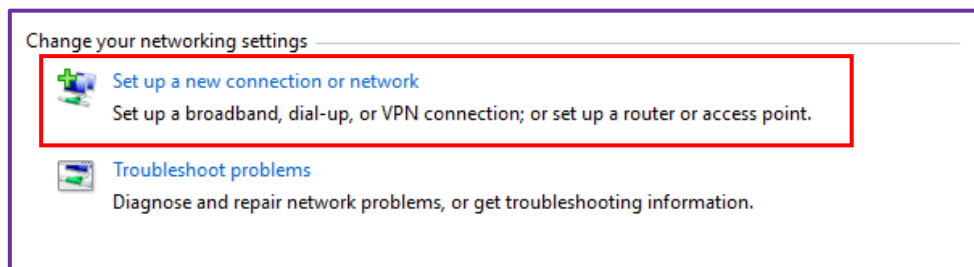 Change your networking settings
Set up a new connection or network
Set up a broadband, dial-up, or VPN connection; or set up a router or access point.
Troubleshoot problems
Diagnose and repair network problems, or get troubleshooting information.